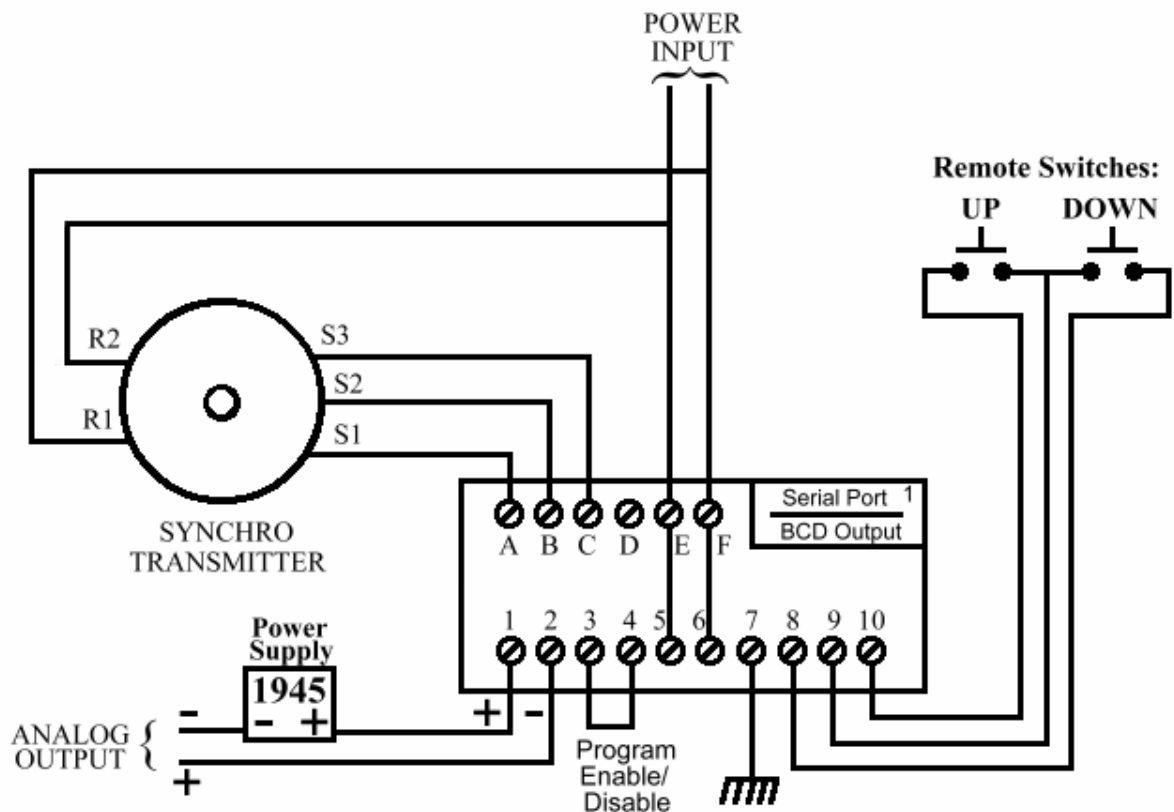 POWER
INPUT
Remote Switches:
UP DOWN
R2
R1
S3
S2
S1
SYNCHRO
TRANSMITTER
Serial Port 1
BCD Output
A B C D E F
1 2 3 4 5 6 7 8 9 10
Power
Supply
1945
- +
+ -
-
ANALOG
OUTPUT
+
Program
Enable/
Disable